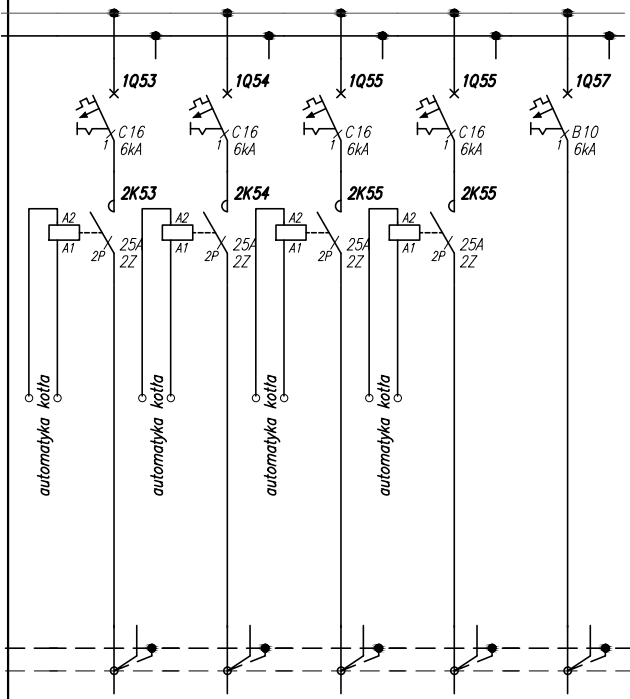 1Q53 1Q54 1Q55 1Q55 1Q57
C16 C16 C16 C16 B10
1 6kA 1 6kA 1 6kA 1 6kA 1 6kA
2K53 2K54 2K55 2K55
A2 A2 A2 A2
A1 25A A1 25A A1 25A A1 25A
2P 2Z 2P 2Z 2P 2Z 2P 2Z
automatyka kotła
automatyka kotła
automatyka kotła
automatyka kotła